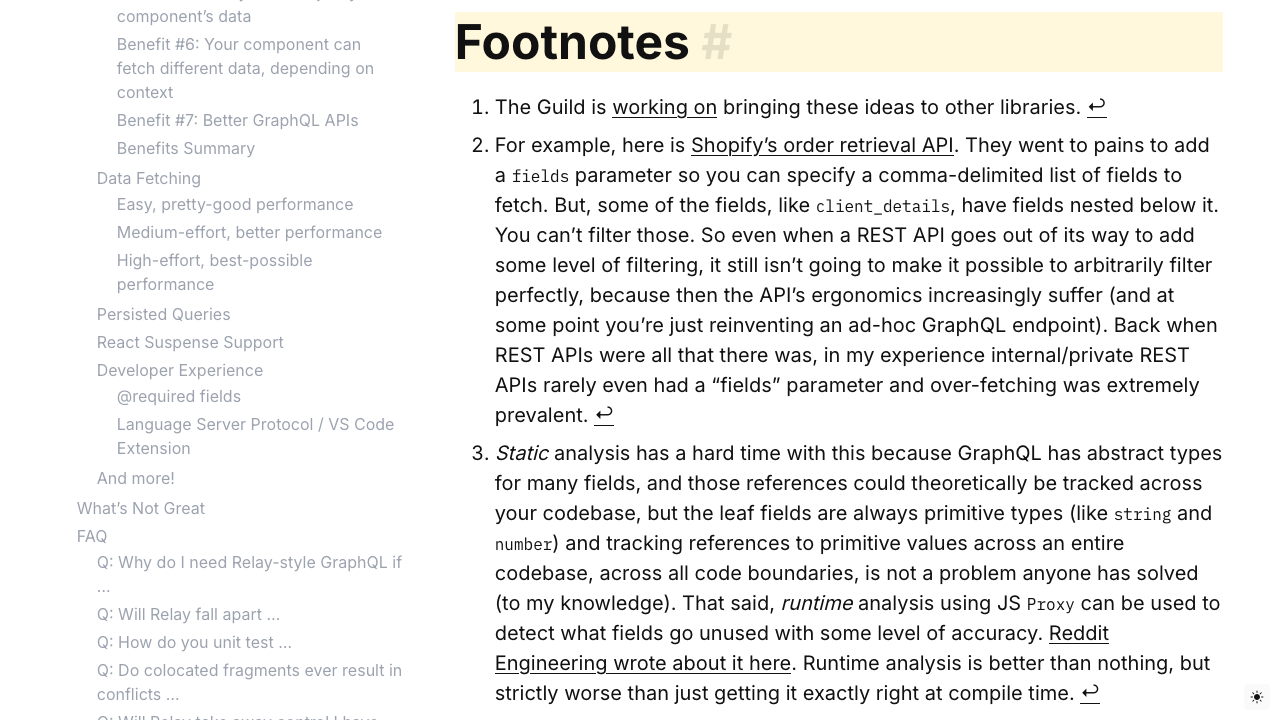 component’s data
Benefit #6: Your component can
fetch different data, depending on
context
Benefit #7: Better GraphQL APIs
Benefits Summary
Data Fetching
Easy, pretty-good performance
Medium-effort, better performance
High-effort, best-possible
performance
Persisted Queries
React Suspense Support
Developer Experience
@required fields
Language Server Protocol / VS Code
Extension
And more!
What’s Not Great
FAQ
Q: Why do I need Relay-style GraphQL if
...
Q: Will Relay fall apart ...
Q: How do you unit test ...
Q: Do colocated fragments ever result in
conflicts ...
Footnotes #
1. The Guild is working on bringing these ideas to other libraries. ↩
2. For example, here is Shopify’s order retrieval API. They went to pains to add
a fields parameter so you can specify a comma-delimited list of fields to
fetch. But, some of the fields, like client_details, have fields nested below it.
You can’t filter those. So even when a REST API goes out of its way to add
some level of filtering, it still isn’t going to make it possible to arbitrarily filter
perfectly, because then the API’s ergonomics increasingly suffer (and at
some point you’re just reinventing an ad-hoc GraphQL endpoint). Back when
REST APIs were all that there was, in my experience internal/private REST
APIs rarely even had a “fields” parameter and over-fetching was extremely
prevalent. ↩
3. Static analysis has a hard time with this because GraphQL has abstract types
for many fields, and those references could theoretically be tracked across
your codebase, but the leaf fields are always primitive types (like string and
number) and tracking references to primitive values across an entire
codebase, across all code boundaries, is not a problem anyone has solved
(to my knowledge). That said, runtime analysis using JS Proxy can be used to
detect what fields go unused with some level of accuracy. Reddit
Engineering wrote about it here. Runtime analysis is better than nothing, but
strictly worse than just getting it exactly right at compile time. ↩